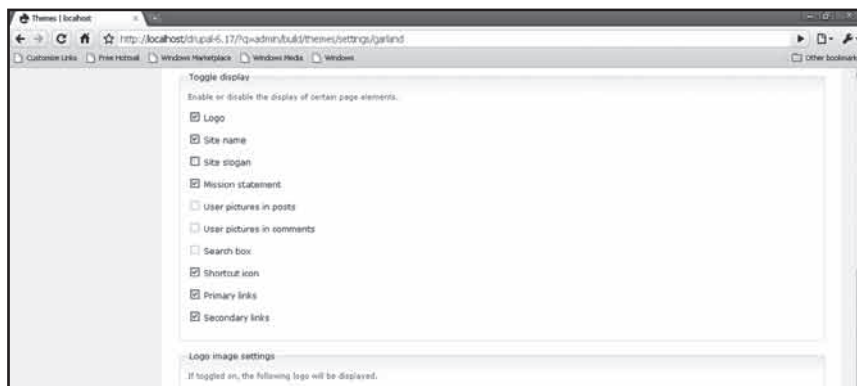 Themes | localhost
http://localhost/drupal-6.17/?q=admin/build/themes/settings/garland
Customize Links Free Hotmail Windows Marketplace Windows Media Windows Other bookmark
Toggle display
Enable or disable the display of certain page elements.
Logo
Site name
Site slogan
Mission statement
User pictures in posts
User pictures in comments
Search box
Shortcut icon
Primary links
Secondary links
Logo image settings
If toggled on, the following logo will be displayed.